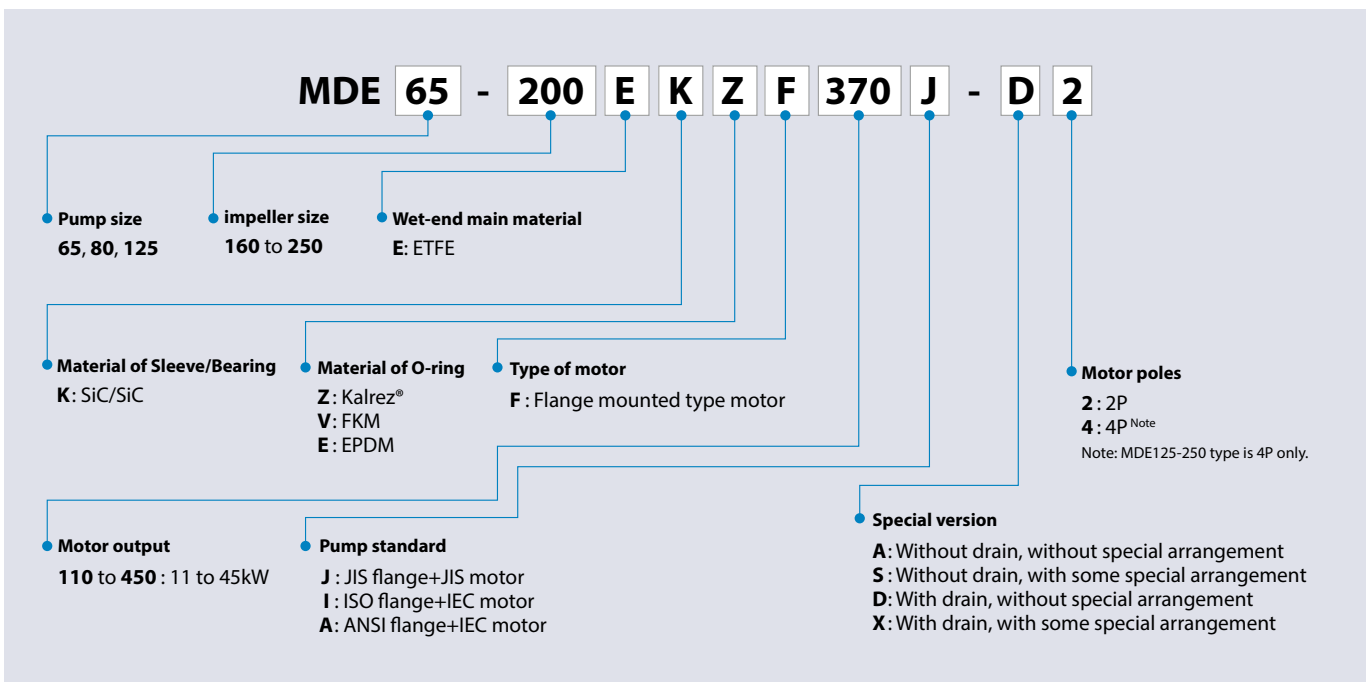 MDE 65 - 200 E K Z F 370 J - D 2
Pump size
65, 80, 125
impeller size
160 to 250
Wet-end main material
E: ETFE
Material of Sleeve/Bearing
K: SiC/SiC
Material of O-ring
Z: Kalrez®
V: FKM
E: EPDM
Type of motor
F: Flange mounted type motor
Motor poles
2: 2P
4: 4P Note
Note: MDE125-250 type is 4P only.
Motor output
110 to 450: 11 to 45kW
Pump standard
J: JIS flange+JIS motor
I: ISO flange+IEC motor
A: ANSI flange+IEC motor
Special version
A: Without drain, without special arrangement
S: Without drain, with some special arrangement
D: With drain, without special arrangement
X: With drain, with some special arrangement